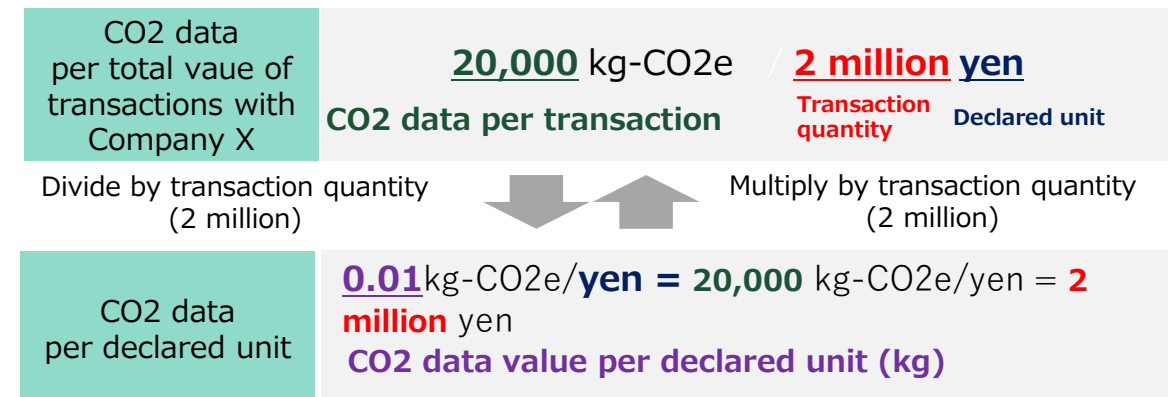 CO2 data
per total vaue of
transactions with
Company X
20,000 kg-CO2e / 2 million yen
CO2 data per transaction
Transaction
quantity
Declared unit
Divide by transaction quantity
(2 million)
Multiply by transaction quantity
(2 million)
CO2 data
per declared unit
0.01kg-CO2e/yen = 20,000 kg-CO2e/yen = 2
million yen
CO2 data value per declared unit (kg)